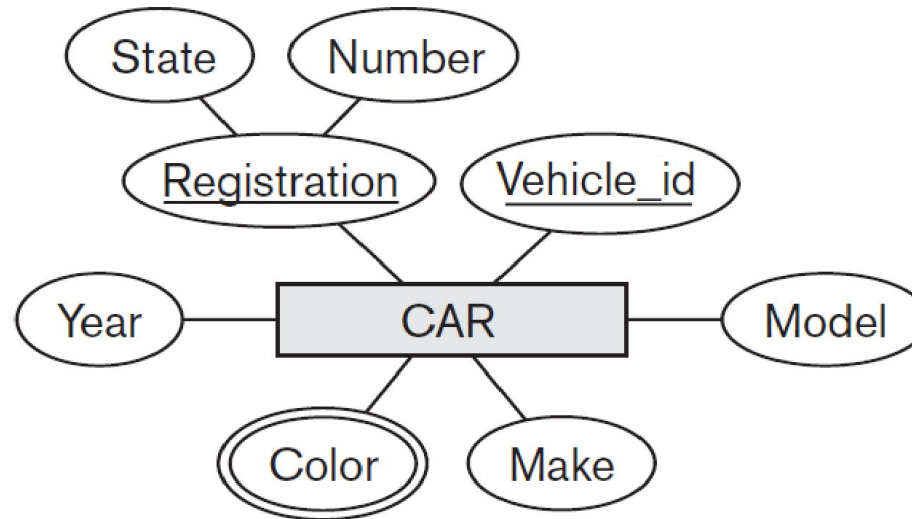 State
Number
Registration
Vehicle_id
Year
CAR
Model
Color
Make